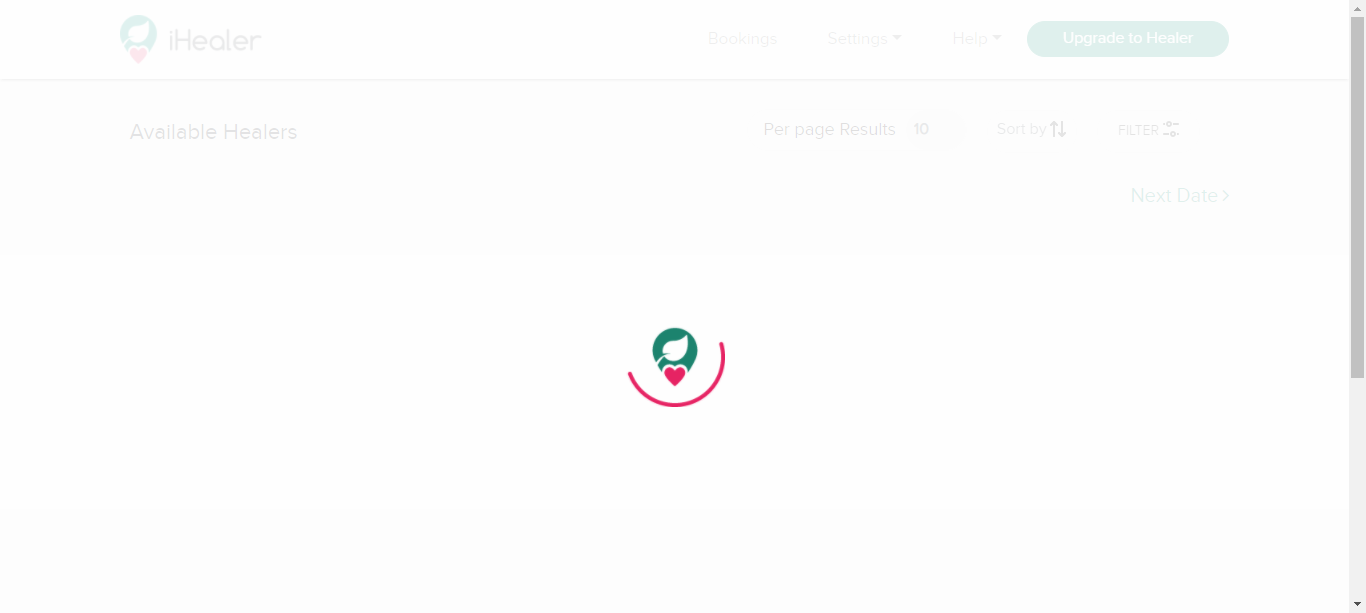 iHealer
Bookings
Settings
Help
Upgrade to Healer
Available Healers
Per page Results 10
Sort by
FILTER
Next Date